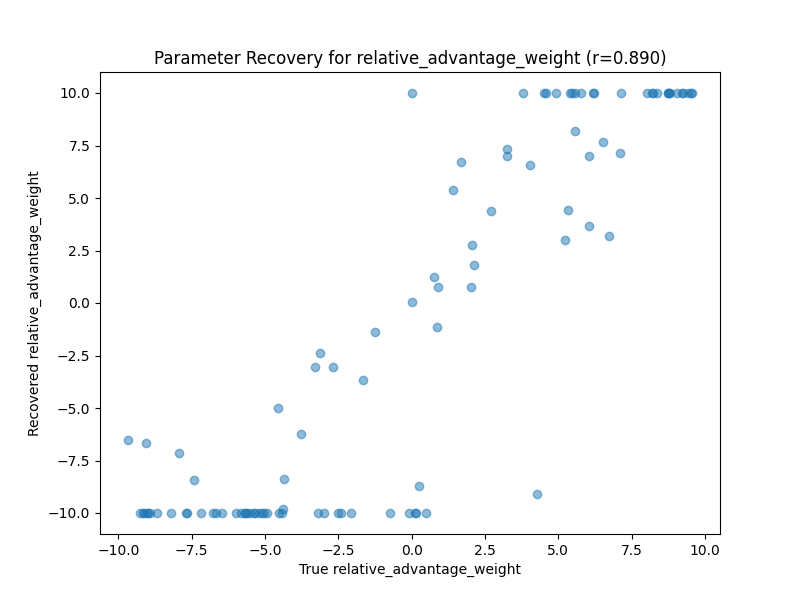 Parameter Recovery for relative_advantage_weight (r=0.890)
10.0
7.5
5.0
2.5
0.0
−2.5
−5.0
−7.5
−10.0
Recovered relative_advantage_weight
−10.0 −7.5 −5.0 −2.5 0.0 2.5 5.0 7.5 10.0
True relative_advantage_weight